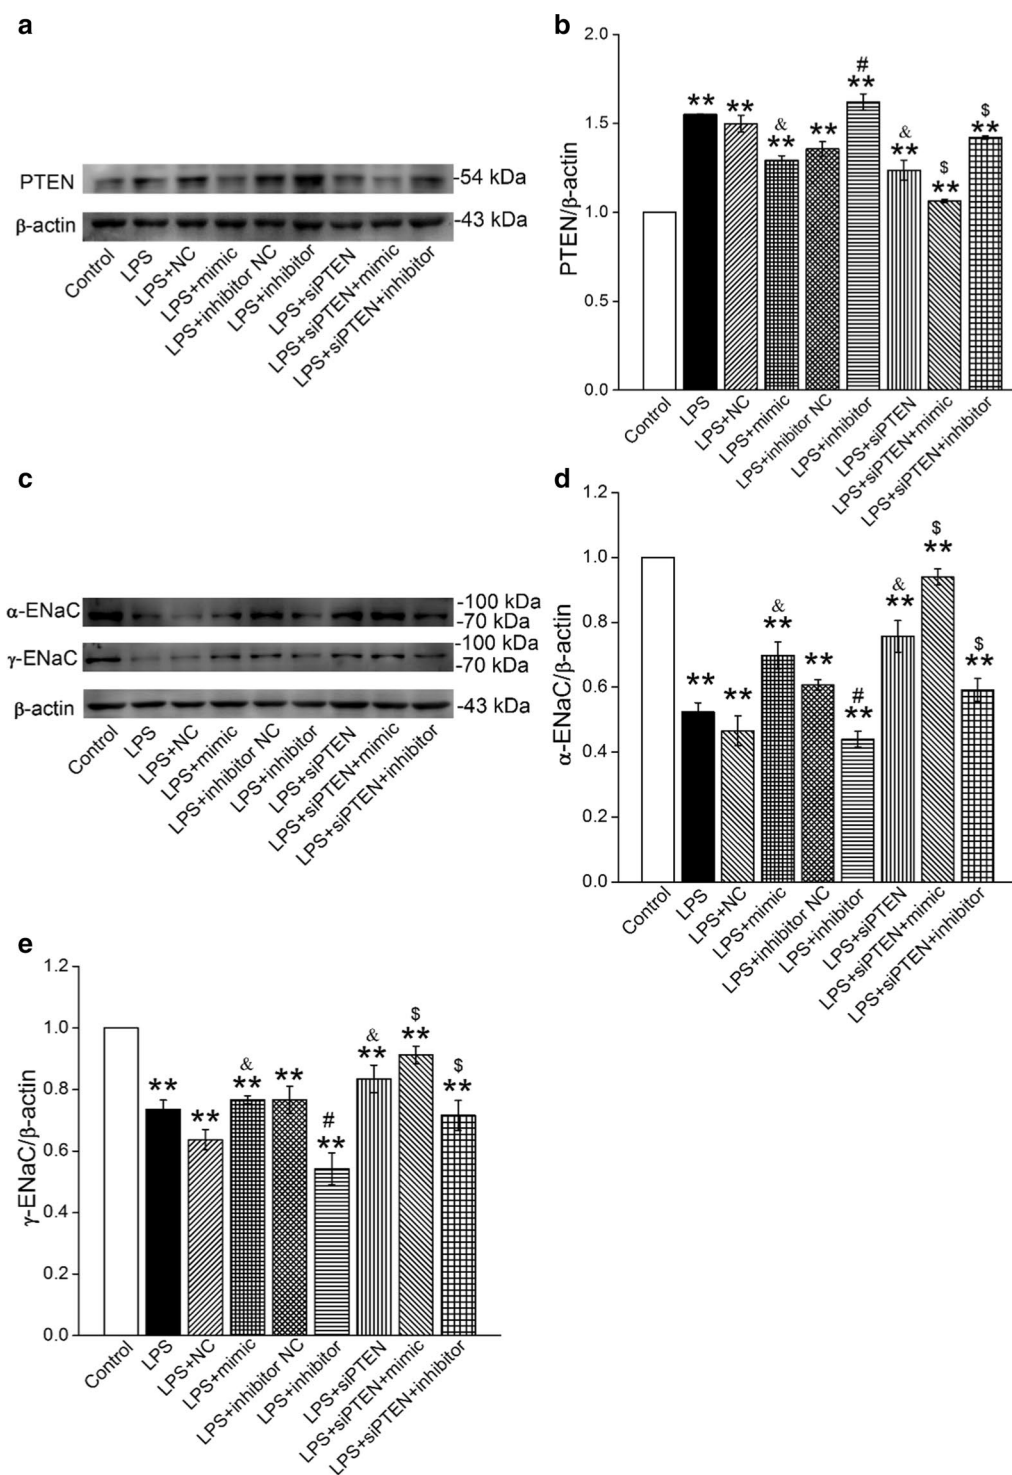 a
PTEN
-54 kDa
β-actin
-43 kDa
Control
LPS
LPS+NC
LPS+mimic
LPS+inhibitor NC
LPS+inhibitor
LPS+siPTEN
LPS+siPTEN+mimic
LPS+siPTEN+inhibitor
b
PTEN/β-actin
2.0
1.5
1.0
0.5
0.0
**
**
&
**
**
#
**
&
**
$
**
$
**
Control
LPS
LPS+NC
LPS+mimic
LPS+inhibitor NC
LPS+inhibitor
LPS+siPTEN
LPS+siPTEN+mimic
LPS+siPTEN+inhibitor
c
α-ENaC
-100 kDa
-70 kDa
γ-ENaC
-100 kDa
-70 kDa
β-actin
-43 kDa
Control
LPS
LPS+NC
LPS+mimic
LPS+inhibitor NC
LPS+inhibitor
LPS+siPTEN
LPS+siPTEN+mimic
LPS+siPTEN+inhibitor
d
α-ENaC/β-actin
1.2
1.0
0.8
0.6
0.4
0.2
0.0
**
**
&
**
**
#
**
&
**
$
**
$
**
Control
LPS
LPS+NC
LPS+mimic
LPS+inhibitor NC
LPS+inhibitor
LPS+siPTEN
LPS+siPTEN+mimic
LPS+siPTEN+inhibitor
e
γ-ENaC/β-actin
1.2
1.0
0.8
0.6
0.4
0.2
0.0
**
**
&
**
**
#
**
&
**
$
**
$
**
Control
LPS
LPS+NC
LPS+mimic
LPS+inhibitor NC
LPS+inhibitor
LPS+siPTEN
LPS+siPTEN+mimic
LPS+siPTEN+inhibitor